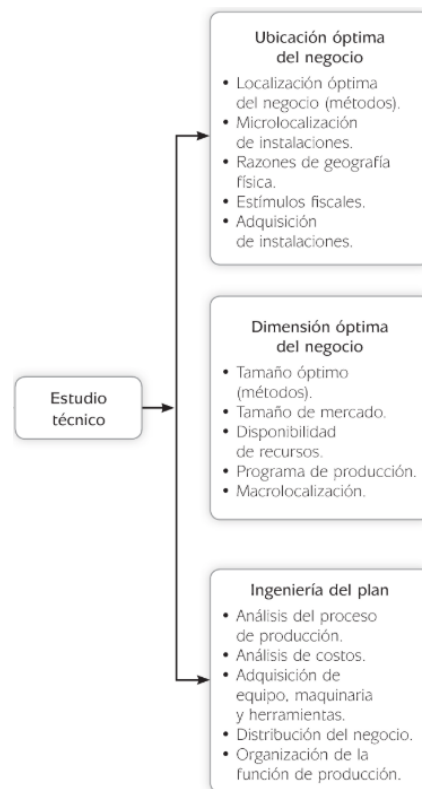 Ubicación óptima
del negocio
• Localización óptima
del negocio (métodos).
• Microlocalización
de instalaciones.
• Razones de geografía
física.
• Estímulos fiscales.
• Adquisición
de instalaciones.
Dimensión óptima
del negocio
• Tamaño óptimo
(métodos).
• Tamaño de mercado.
• Disponibilidad
de recursos.
• Programa de producción.
• Macrolocalización.
Estudio
técnico
Ingeniería del plan
• Análisis del proceso
de producción.
• Análisis de costos.
• Adquisición de
equipo, maquinaria
y herramientas.
• Distribución del negocio.
• Organización de la
función de producción.